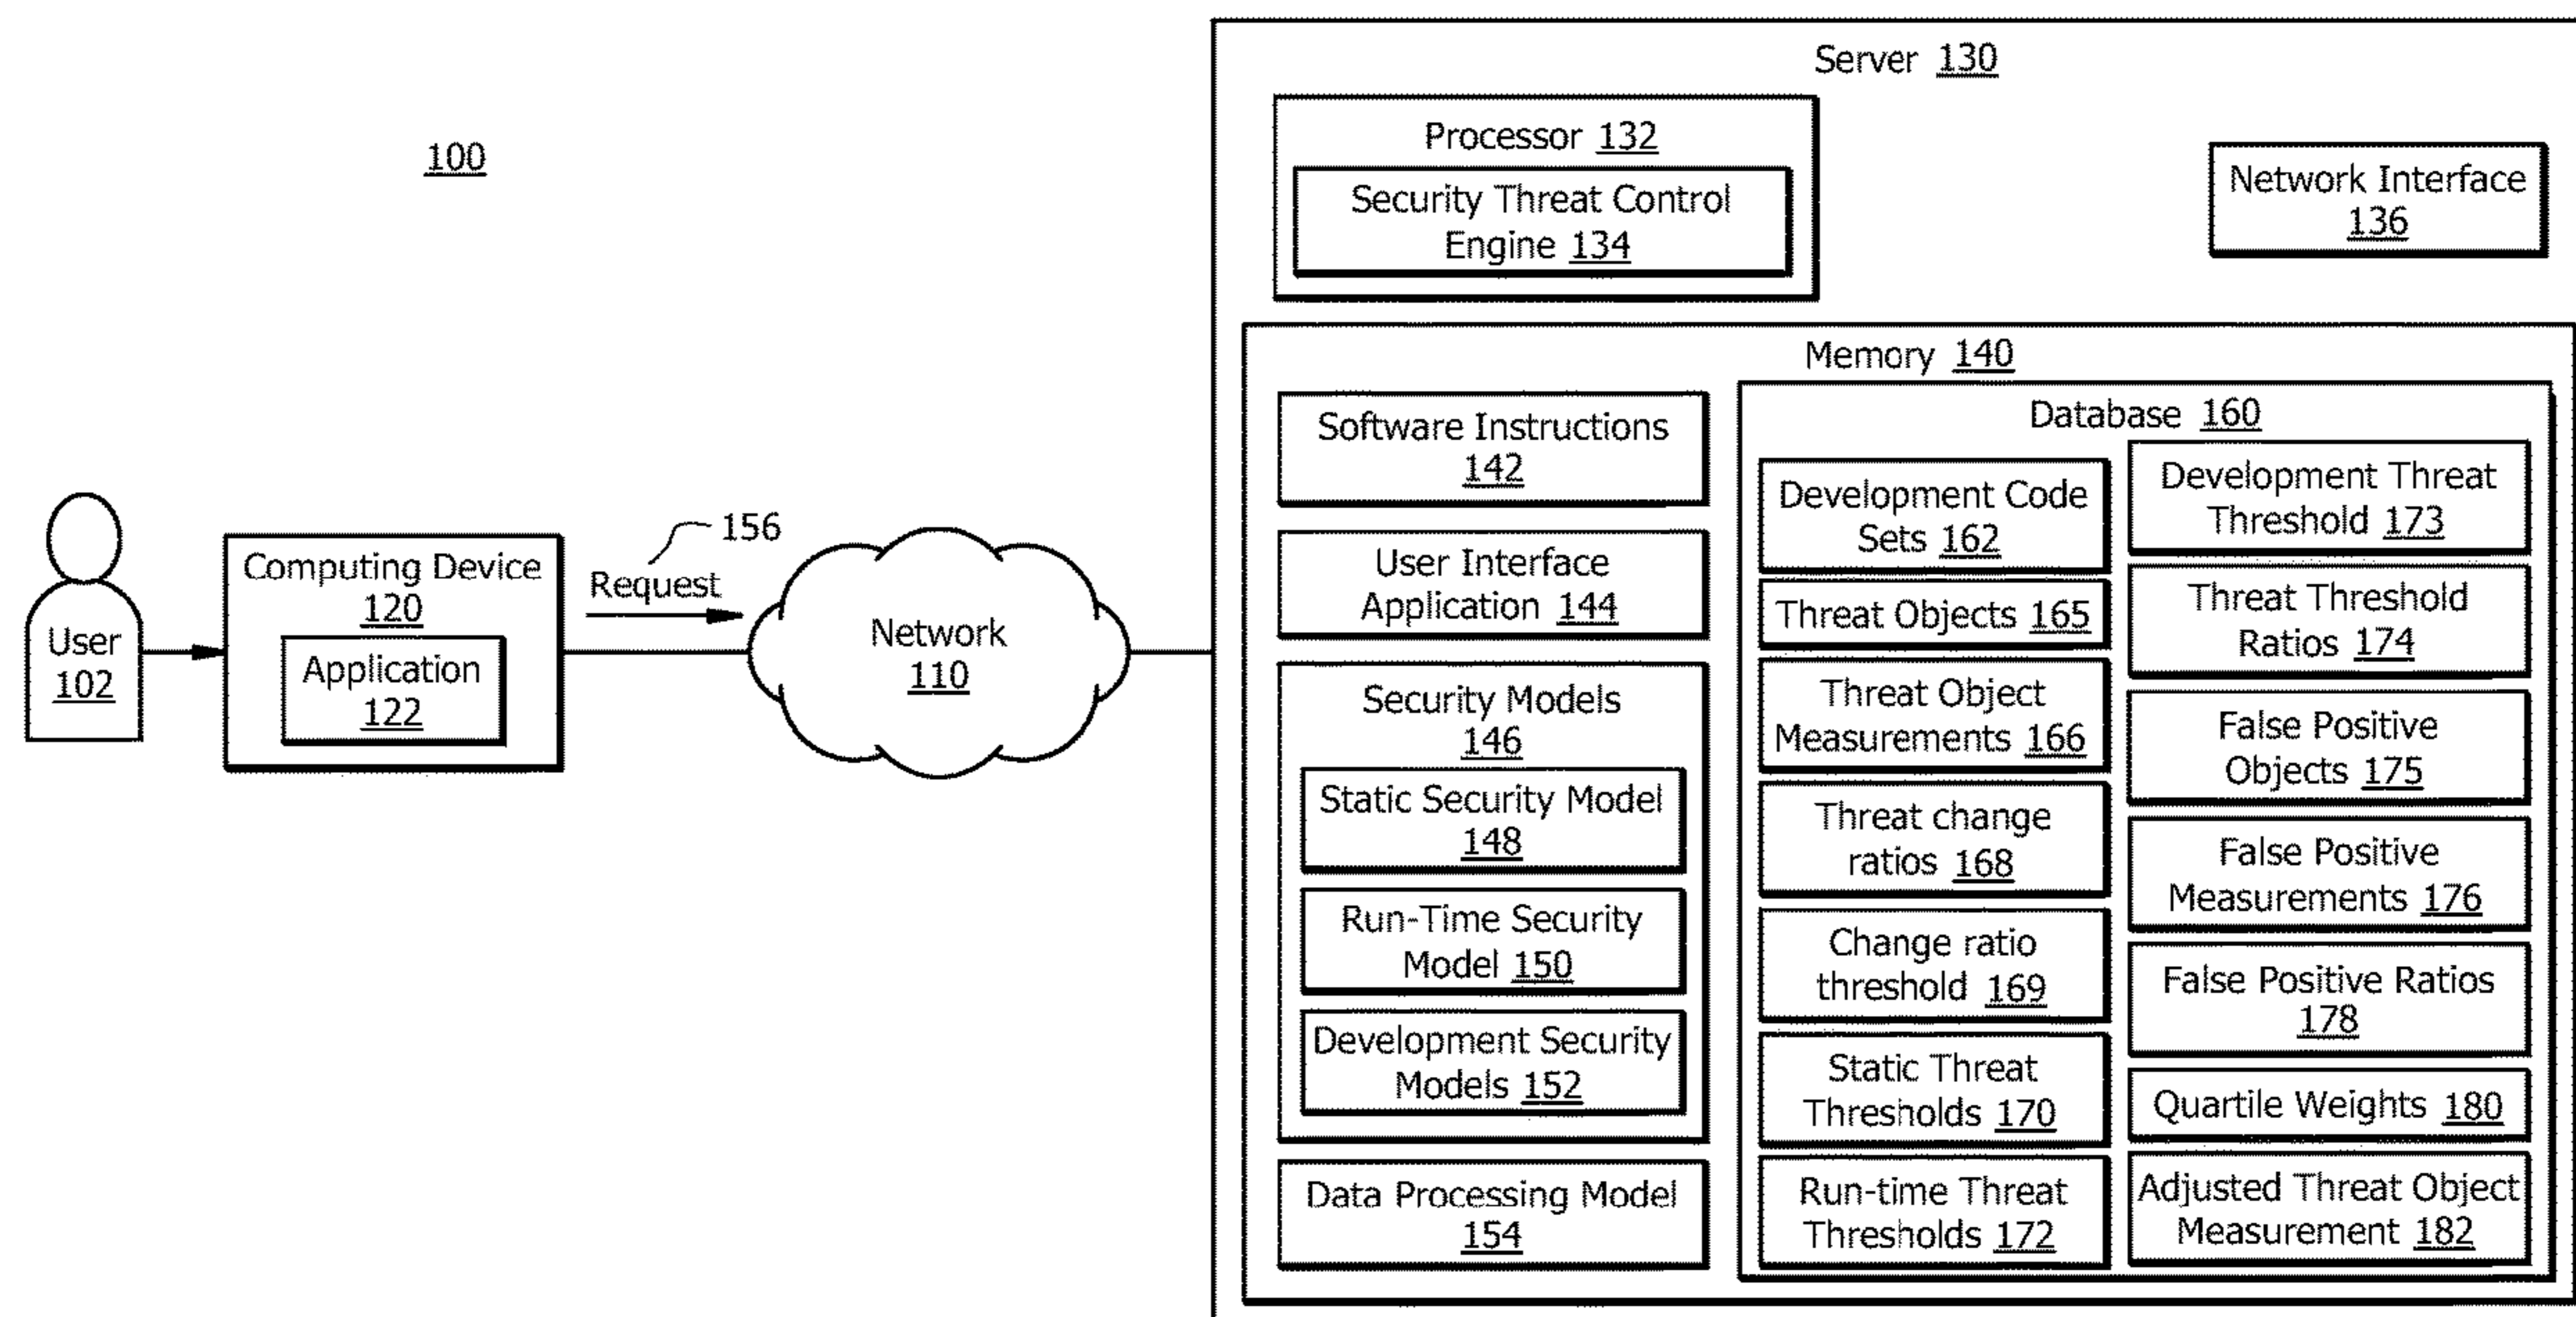 100
User
102
Computing Device
120
Application
122
156
Request
Network
110
Server 130
Processor 132
Security Threat Control
Engine 134
Network Interface
136
Memory 140
Software Instructions
142
User Interface
Application 144
Security Models
146
Static Security Model
148
Run-Time Security
Model 150
Development Security
Models 152
Data Processing Model
154
Database 160
Development Code
Sets 162
Threat Objects 165
Threat Object
Measurements 166
Threat change
ratios 168
Change ratio
threshold 169
Static Threat
Thresholds 170
Run-time Threat
Thresholds 172
Development Threat
Threshold 173
Threat Threshold
Ratios 174
False Positive
Objects 175
False Positive
Measurements 176
False Positive Ratios
178
Quartile Weights 180
Adjusted Threat Object
Measurement 182